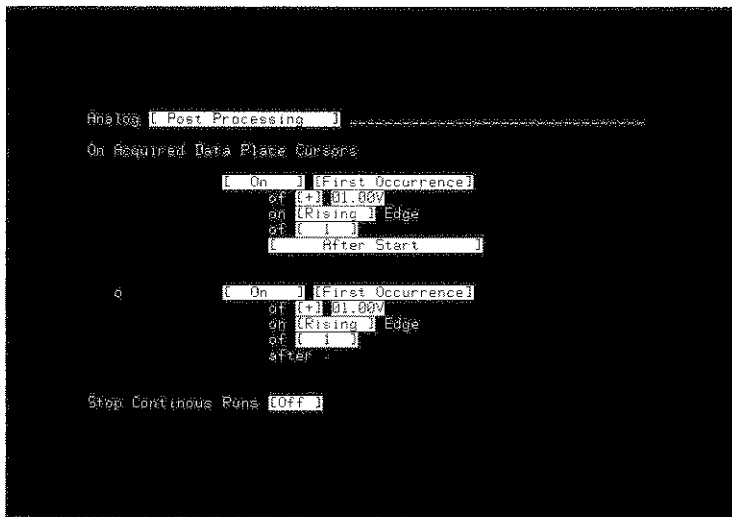 Analog [ Post Processing ]
On Acquired Data Place Cursors
[ On ] [First Occurrence]
of [+] 01.00V
on [Rising ] Edge
of [ 1 ]
[ After Start ]
o [ On ] [First Occurrence]
of [+] 01.00V
on [Rising ] Edge
of [ 1 ]
after
Stop Continous Runs [Off ]